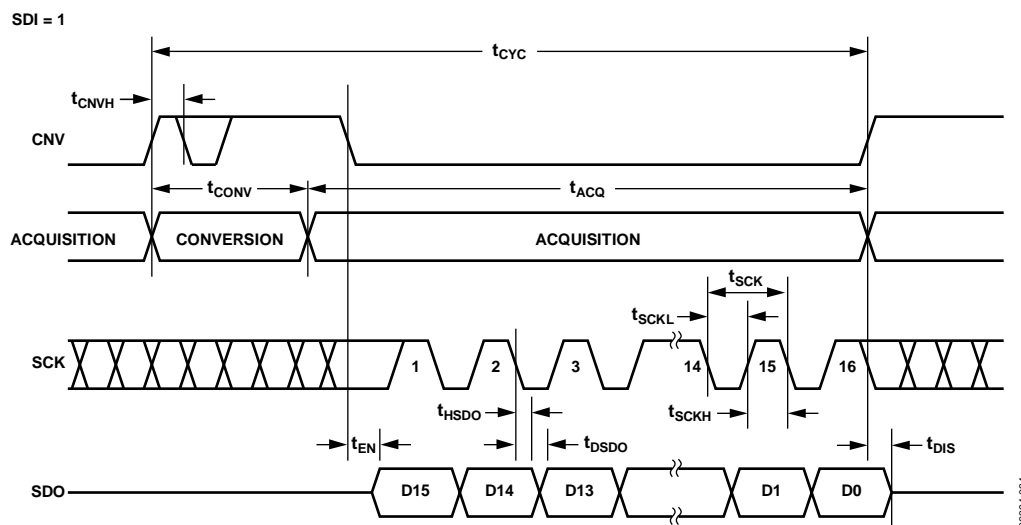 SDI = 1
tCYC
tCNVH
CNV
tCONV
tACQ
ACQUISITION
CONVERSION
ACQUISITION
tSCK
tSCKL
SCK
1
2
3
14
15
16
tHSDO
tSCKH
tEN
tDSDO
tDIS
SDO
D15
D14
D13
D1
D0